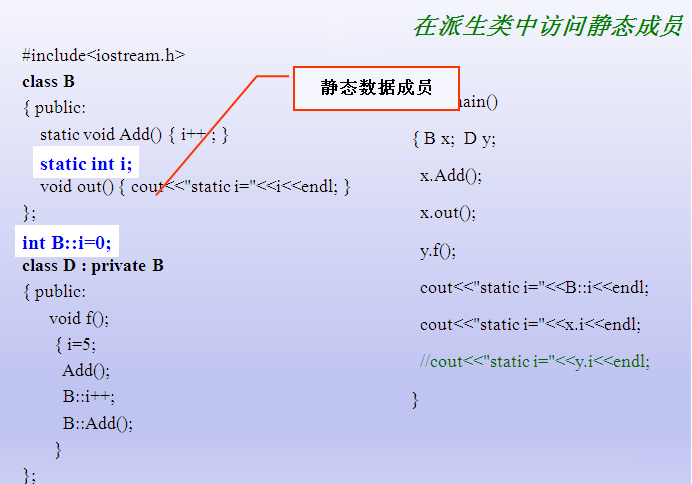 在派生类中访问静态成员
#include<iostream.h>
class B
{ public:
static void Add() { i++ ; }
static int i;
void out() { cout<<"static i="<<i<<endl; }
};
int B::i=0;
class D : private B
{ public:
void f();
{ i=5;
Add();
B::i++;
B::Add();
}
};
静态数据成员
main()
{ B x; D y;
x.Add();
x.out();
y.f();
cout<<"static i="<<B::i<<endl;
cout<<"static i="<<x.i<<endl;
//cout<<"static i="<<y.i<<endl;
}